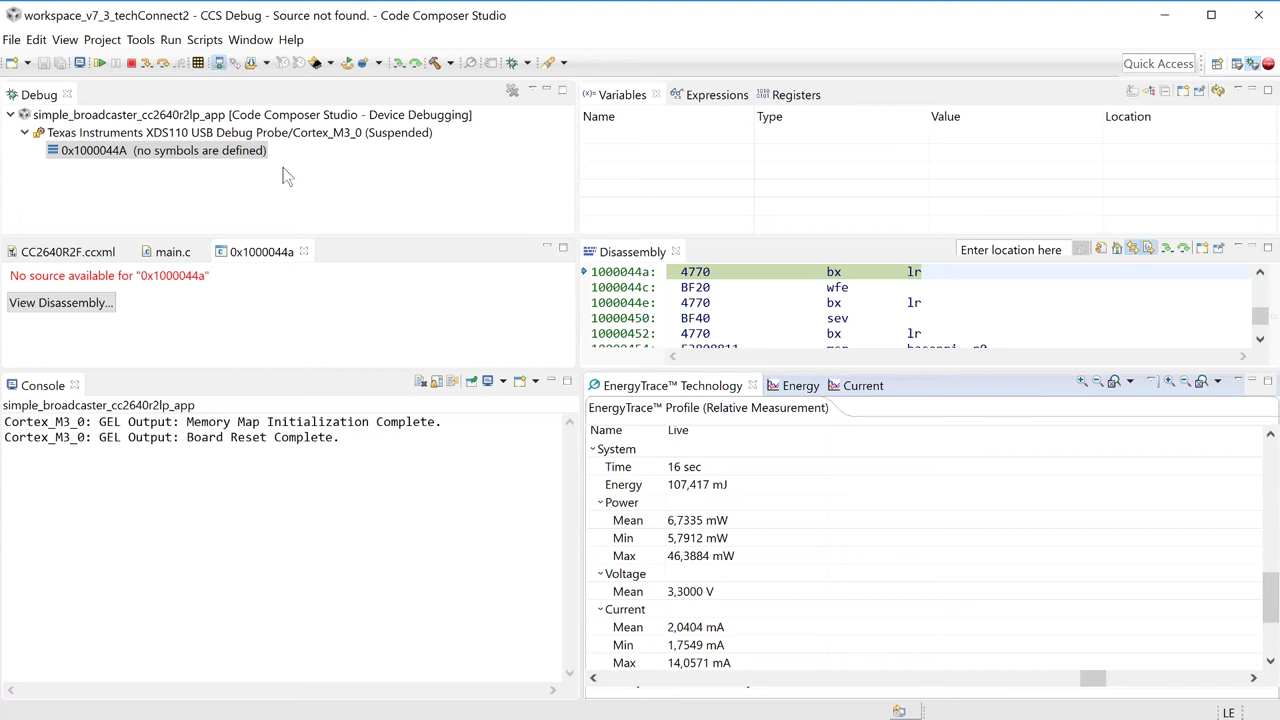 workspace_v7_3_techConnect2 - CCS Debug - Source not found. - Code Composer Studio
File Edit View Project Tools Run Scripts Window Help
Quick Access
Debug
simple_broadcaster_cc2640r2lp_app [Code Composer Studio - Device Debugging]
Texas Instruments XDS110 USB Debug Probe/Cortex_M3_0 (Suspended)
0x1000044A (no symbols are defined)
(x)= Variables
Expressions
Registers
Name Type Value Location
CC2640R2F.ccxml
main.c
0x1000044a
No source available for "0x1000044a"
View Disassembly...
Disassembly
Enter location here
1000044a: 4770 bx lr
1000044c: BF20 wfe
1000044e: 4770 bx lr
10000450: BF40 sev
10000452: 4770 bx lr
Console
simple_broadcaster_cc2640r2lp_app
Cortex_M3_0: GEL Output: Memory Map Initialization Complete.
Cortex_M3_0: GEL Output: Board Reset Complete.
EnergyTrace™ Technology
Energy
Current
EnergyTrace™ Profile (Relative Measurement)
Name Live
System
Time 16 sec
Energy 107,417 mJ
Power
Mean 6,7335 mW
Min 5,7912 mW
Max 46,3884 mW
Voltage
Mean 3,3000 V
Current
Mean 2,0404 mA
Min 1,7549 mA
Max 14,0571 mA
LE